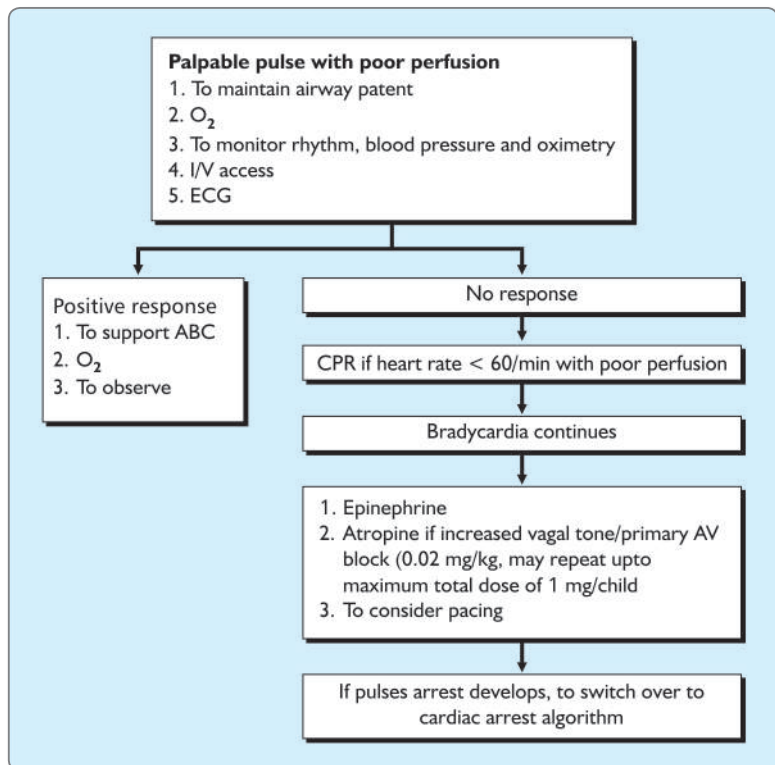 Palpable pulse with poor perfusion
1. To maintain airway patent
2. O₂
3. To monitor rhythm, blood pressure and oximetry
4. I/V access
5. ECG
Positive response
1. To support ABC
2. O₂
3. To observe
No response
CPR if heart rate < 60/min with poor perfusion
Bradycardia continues
1. Epinephrine
2. Atropine if increased vagal tone/primary AV
block (0.02 mg/kg, may repeat upto
maximum total dose of 1 mg/child
3. To consider pacing
If pulses arrest develops, to switch over to
cardiac arrest algorithm